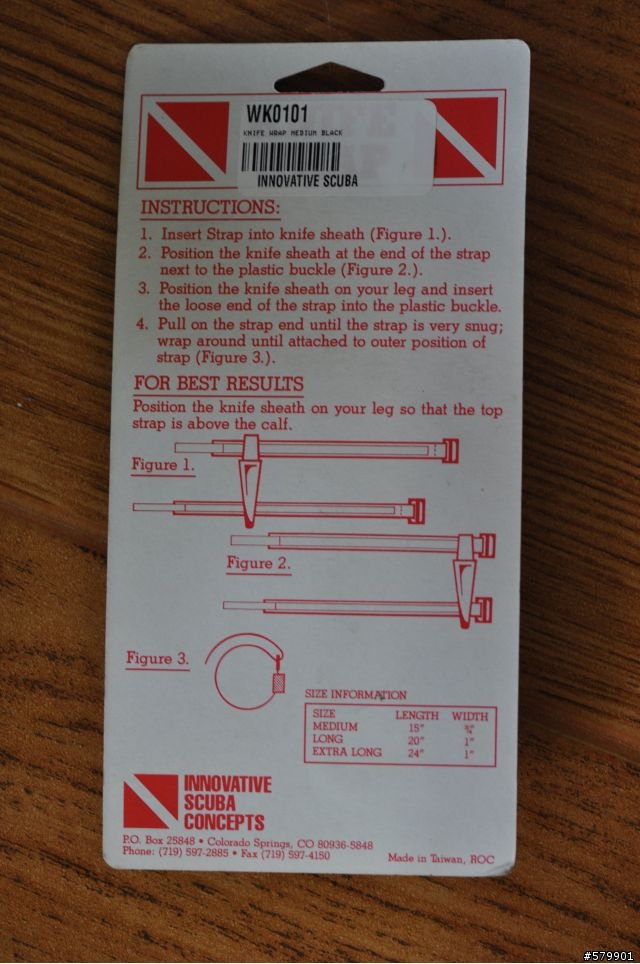 WK0101
KNIFE WRAP MEDIUM BLACK
INNOVATIVE SCUBA
INSTRUCTIONS:
1. Insert Strap into knife sheath (Figure 1.).
2. Position the knife sheath at the end of the strap
next to the plastic buckle (Figure 2.).
3. Position the knife sheath on your leg and insert
the loose end of the strap into the plastic buckle.
4. Pull on the strap end until the strap is very snug;
wrap around until attached to outer position of
strap (Figure 3.).
FOR BEST RESULTS
Position the knife sheath on your leg so that the top
strap is above the calf.
Figure 1.
Figure 2.
Figure 3.
SIZE INFORMATION
SIZE LENGTH WIDTH
MEDIUM 15" ¾"
LONG 20" 1"
EXTRA LONG 24" 1"
INNOVATIVE
SCUBA
CONCEPTS
P.O. Box 25848 • Colorado Springs, CO 80936-5848
Phone: (719) 597-2885 • Fax (719) 597-4150
Made in Taiwan, ROC
#579901